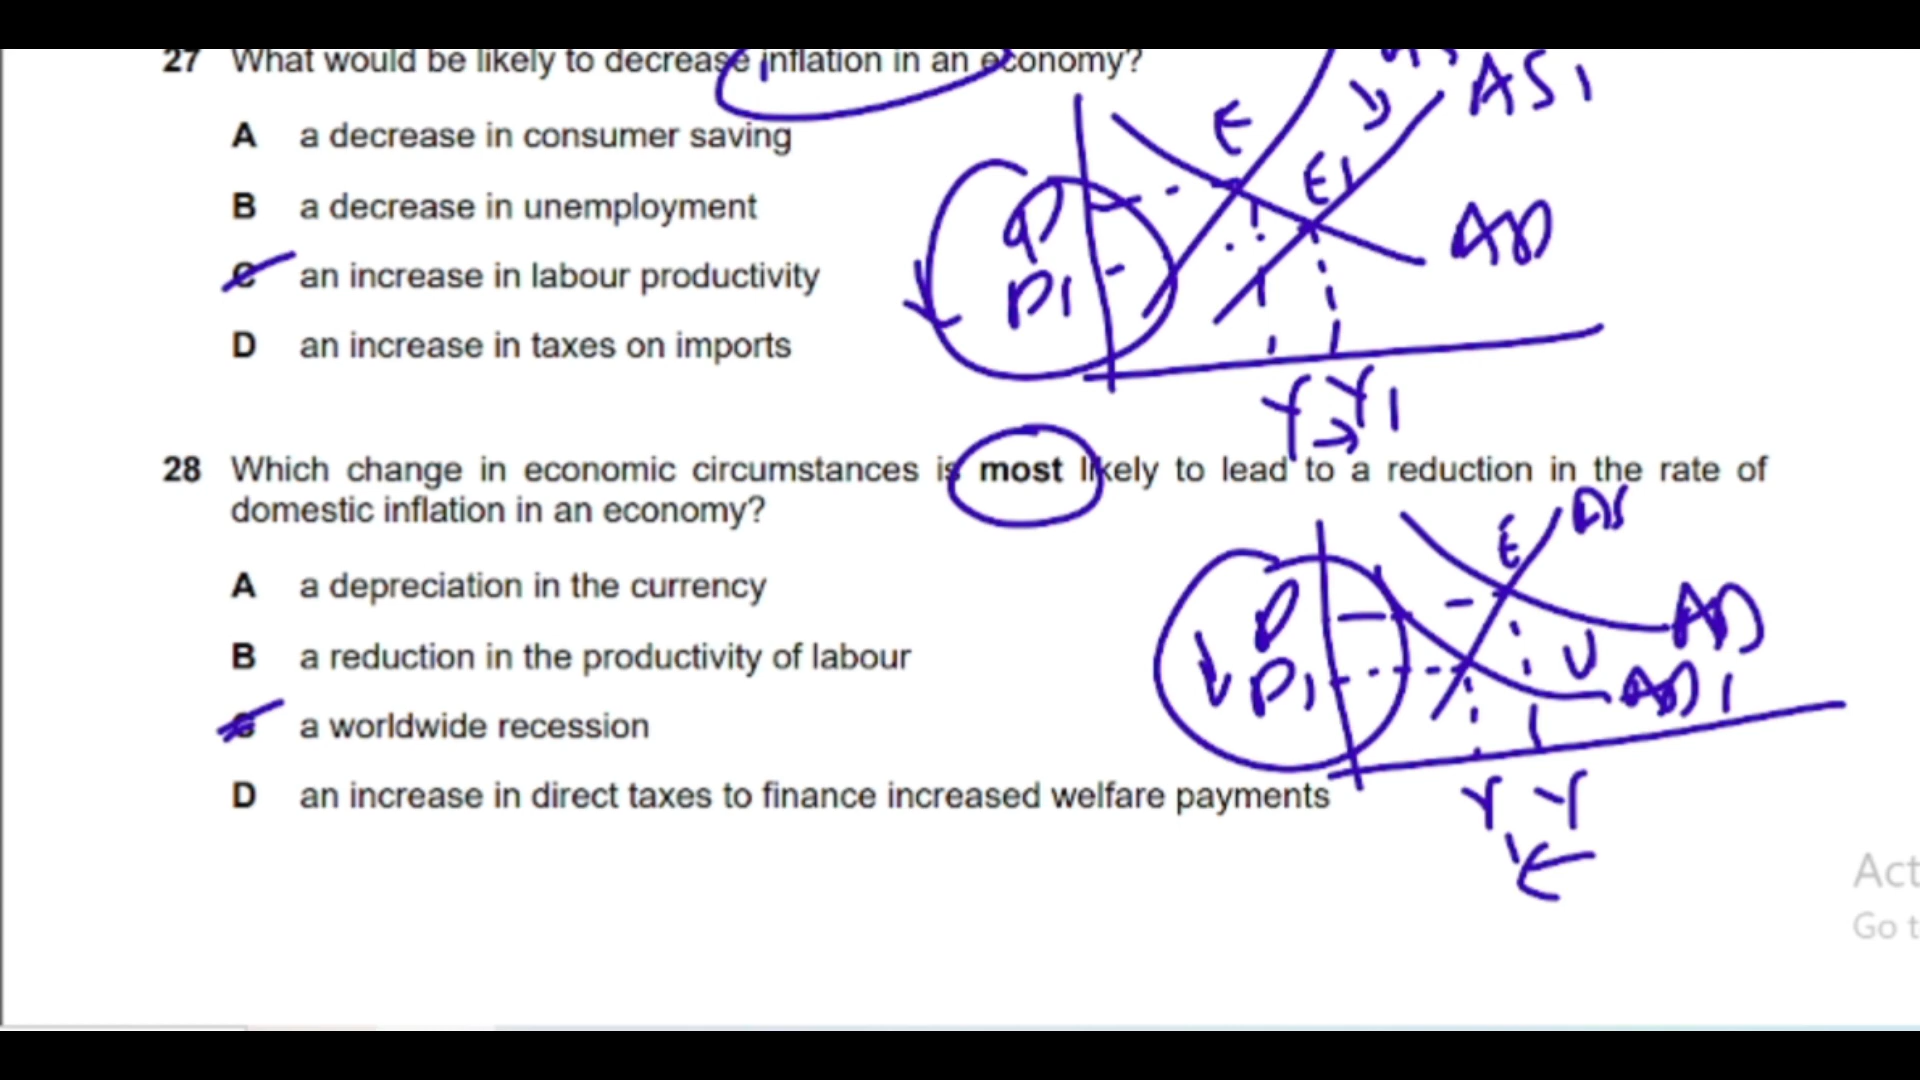 27 What would be likely to decrease inflation in an economy?
A a decrease in consumer saving
B a decrease in unemployment
C an increase in labour productivity
D an increase in taxes on imports
AS1
E
E1
AD
P
P1
Y Y1
28 Which change in economic circumstances is most likely to lead to a reduction in the rate of
domestic inflation in an economy?
A a depreciation in the currency
B a reduction in the productivity of labour
C a worldwide recession
D an increase in direct taxes to finance increased welfare payments
AS
E
AD
P
P1
AD1
Y Y
Act
Go t